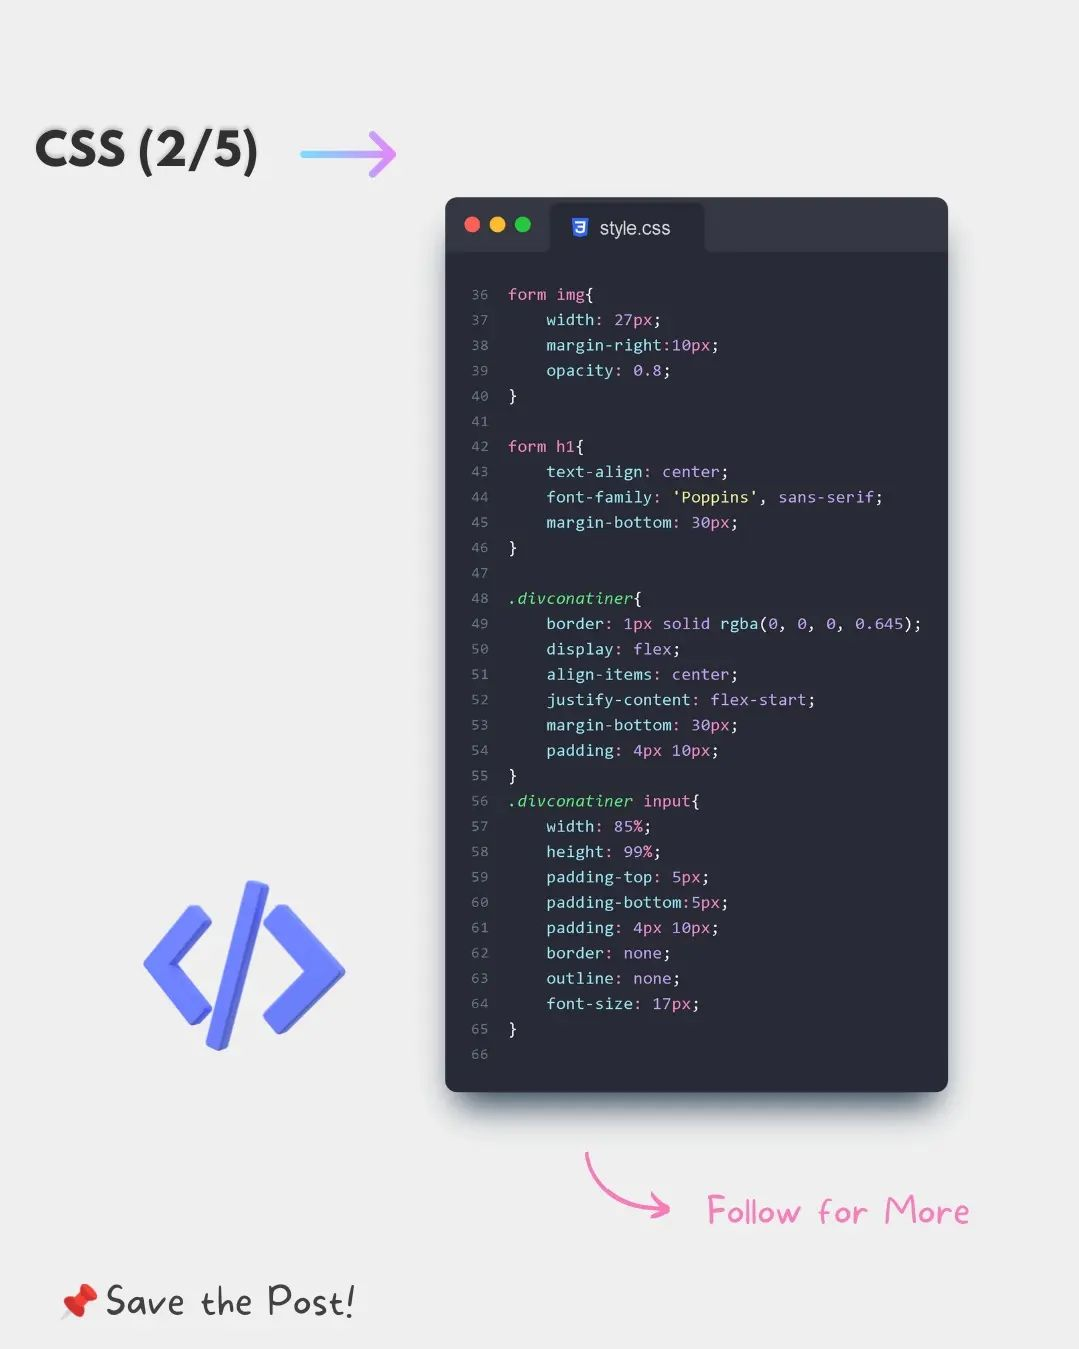 CSS (2/5)
style.css
36 form img{
37     width: 27px;
38     margin-right:10px;
39     opacity: 0.8;
40 }
41
42 form h1{
43     text-align: center;
44     font-family: 'Poppins', sans-serif;
45     margin-bottom: 30px;
46 }
47
48 .divconatiner{
49     border: 1px solid rgba(0, 0, 0, 0.645);
50     display: flex;
51     align-items: center;
52     justify-content: flex-start;
53     margin-bottom: 30px;
54     padding: 4px 10px;
55 }
56 .divconatiner input{
57     width: 85%;
58     height: 99%;
59     padding-top: 5px;
60     padding-bottom:5px;
61     padding: 4px 10px;
62     border: none;
63     outline: none;
64     font-size: 17px;
65 }
66
</>
Follow for More
Save the Post!